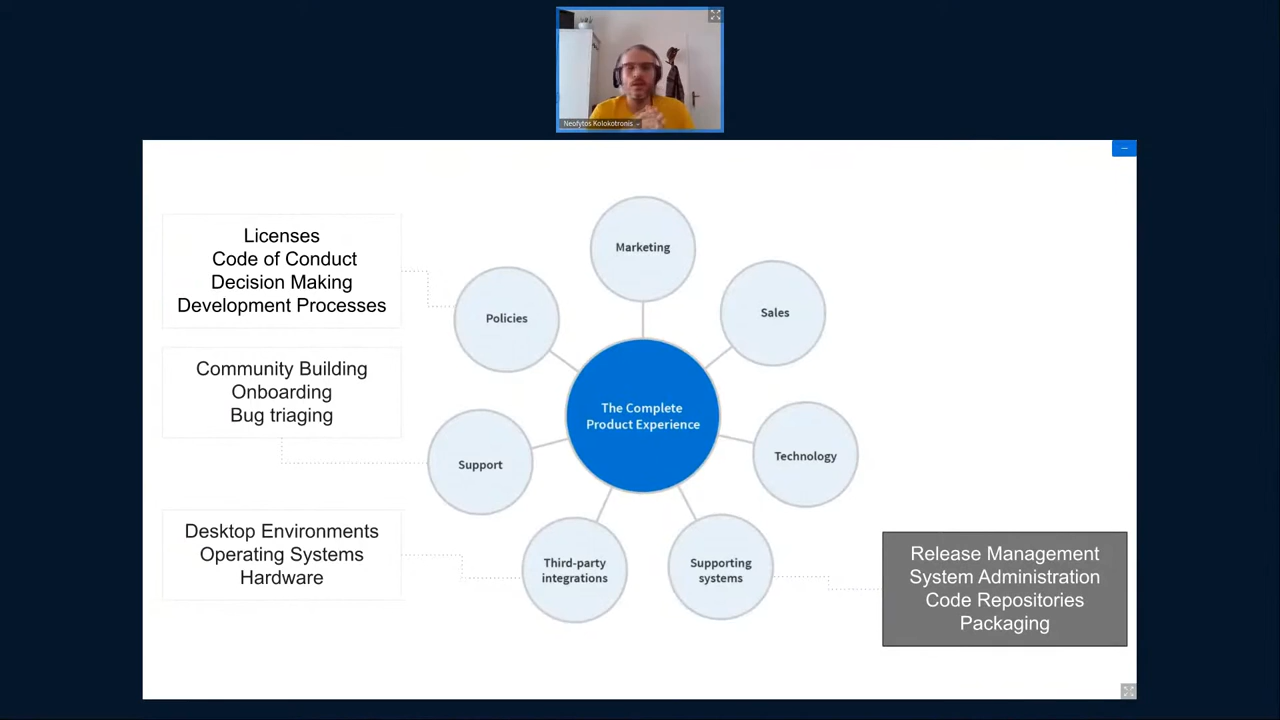 Neofytos Kolokotronis
Licenses
Code of Conduct
Decision Making
Development Processes
Community Building
Onboarding
Bug triaging
Desktop Environments
Operating Systems
Hardware
Marketing
Policies
Sales
The Complete
Product Experience
Support
Technology
Third-party
integrations
Supporting
systems
Release Management
System Administration
Code Repositories
Packaging